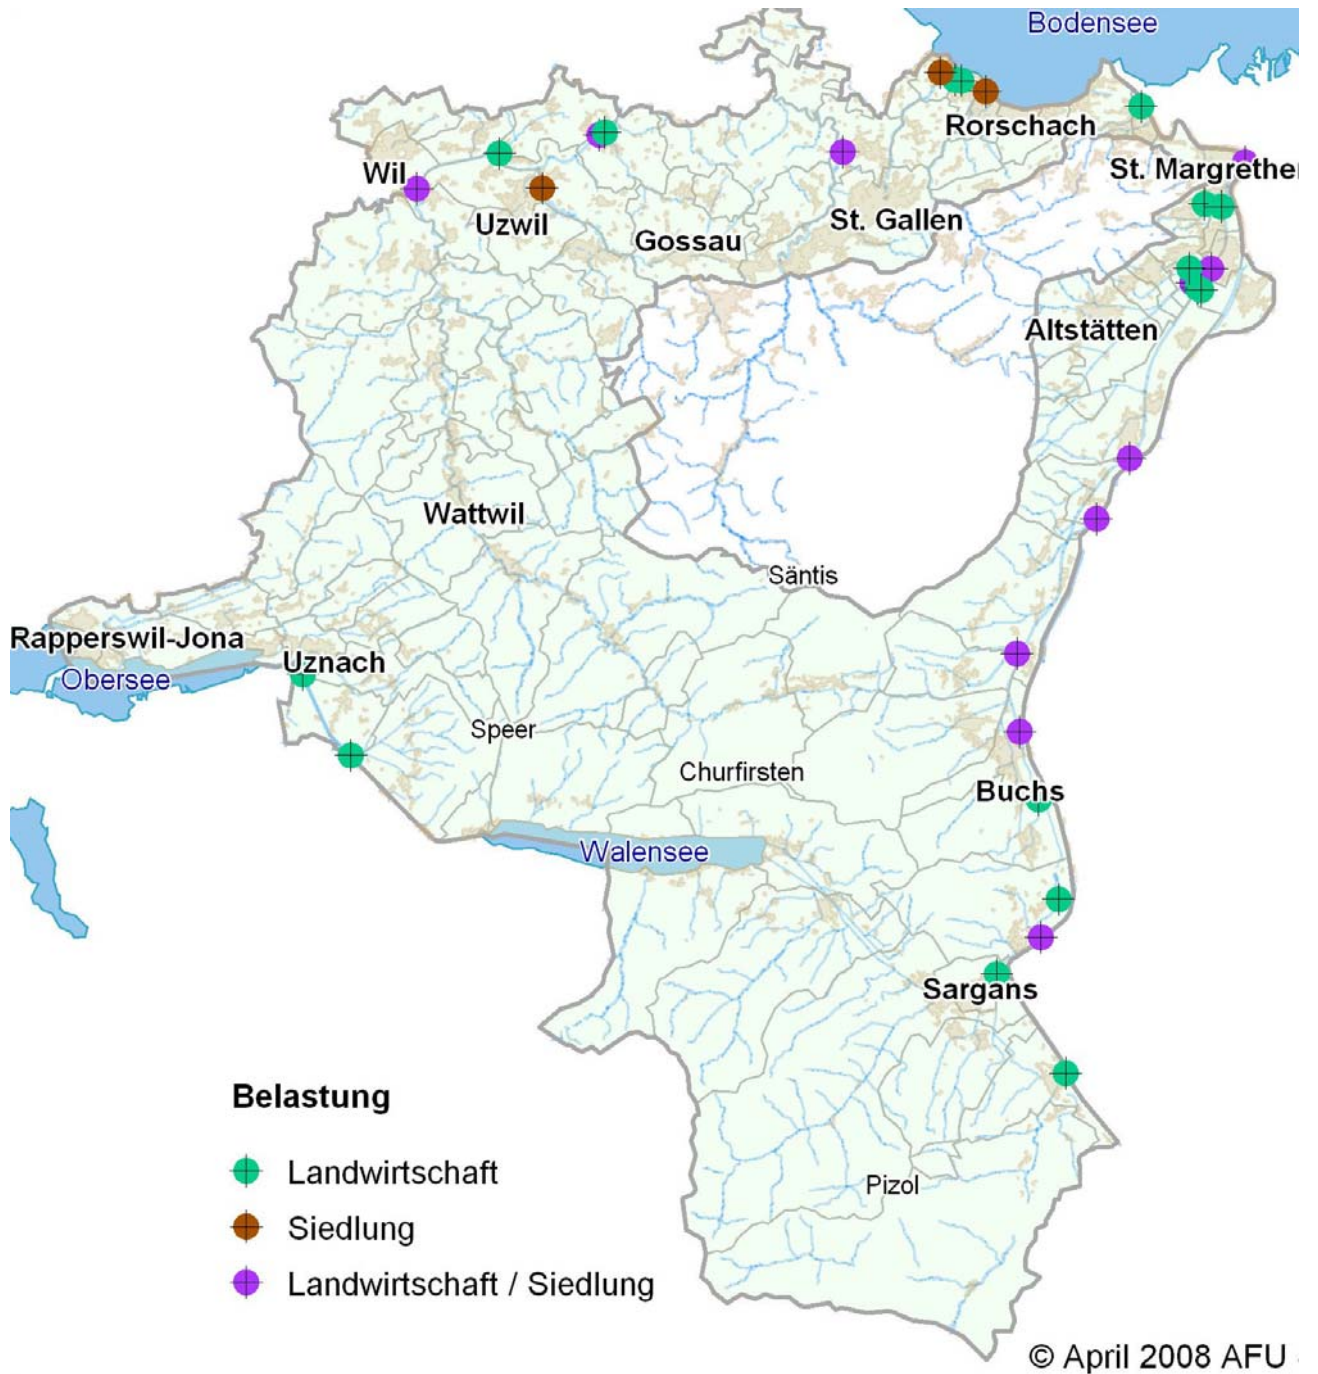 Bodensee
Rorschach
St. Margrethen
Wil
Uzwil
Gossau
St. Gallen
Altstätten
Wattwil
Säntis
Rapperswil-Jona
Uznach
Obersee
Speer
Churfirsten
Buchs
Walensee
Sargans
Belastung
Landwirtschaft
Pizol
Siedlung
Landwirtschaft / Siedlung
© April 2008 AFU